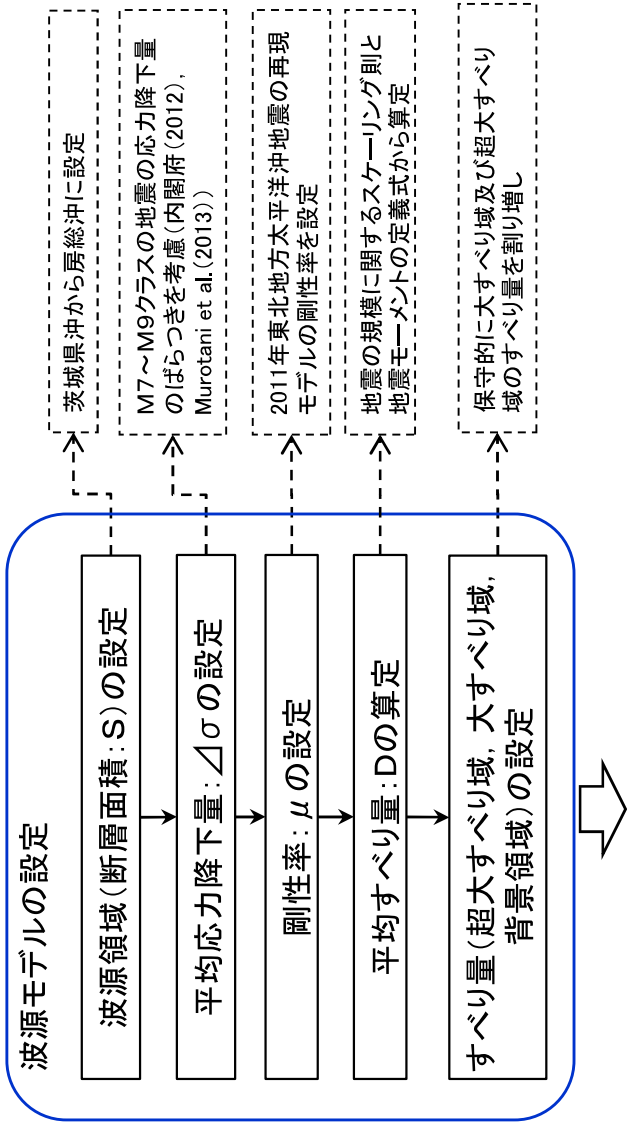 波源モデルの設定
波源領域(断層面積:S)の設定
茨城県沖から房総沖に設定
平均応力降下量:⊿σの設定
M7～M9クラスの地震の応力降下量
のばらつきを考慮(内閣府(2012),
Murotani et al.(2013))
剛性率:μの設定
2011年東北地方太平洋沖地震の再現
モデルの剛性率を設定
平均すべり量:Dの算定
地震の規模に関するスケーリング則と
地震モーメントの定義式から算定
すべり量(超大すべり域, 大すべり域,
背景領域)の設定
保守的に大すべり域及び超大すべり
域のすべり量を割り増し